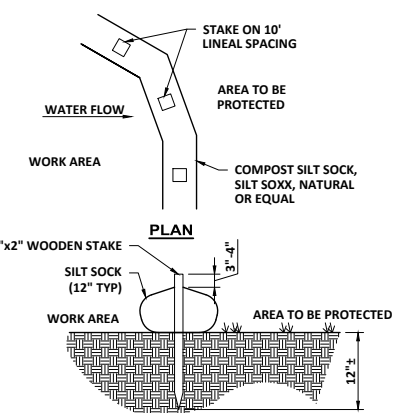 STAKE ON 10'
LINEAL SPACING
AREA TO BE
PROTECTED
WATER FLOW
WORK AREA
COMPOST SILT SOCK,
SILT SOXX, NATURAL
OR EQUAL
PLAN
"x2" WOODEN STAKE
3"-4"
SILT SOCK
(12" TYP)
WORK AREA
AREA TO BE PROTECTED
12"±